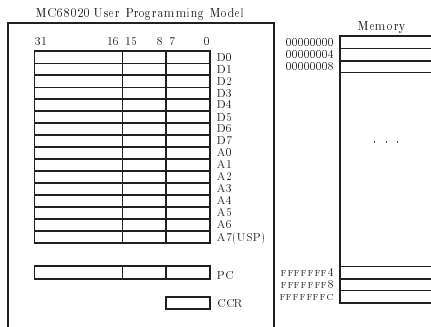 MC68020 User Programming Model
31 16 15 8 7 0
D0
D1
D2
D3
D4
D5
D6
D7
A0
A1
A2
A3
A4
A5
A6
A7(USP)
PC
CCR
Memory
00000000
00000004
00000008
. . .
FFFFFFF4
FFFFFFF8
FFFFFFFC